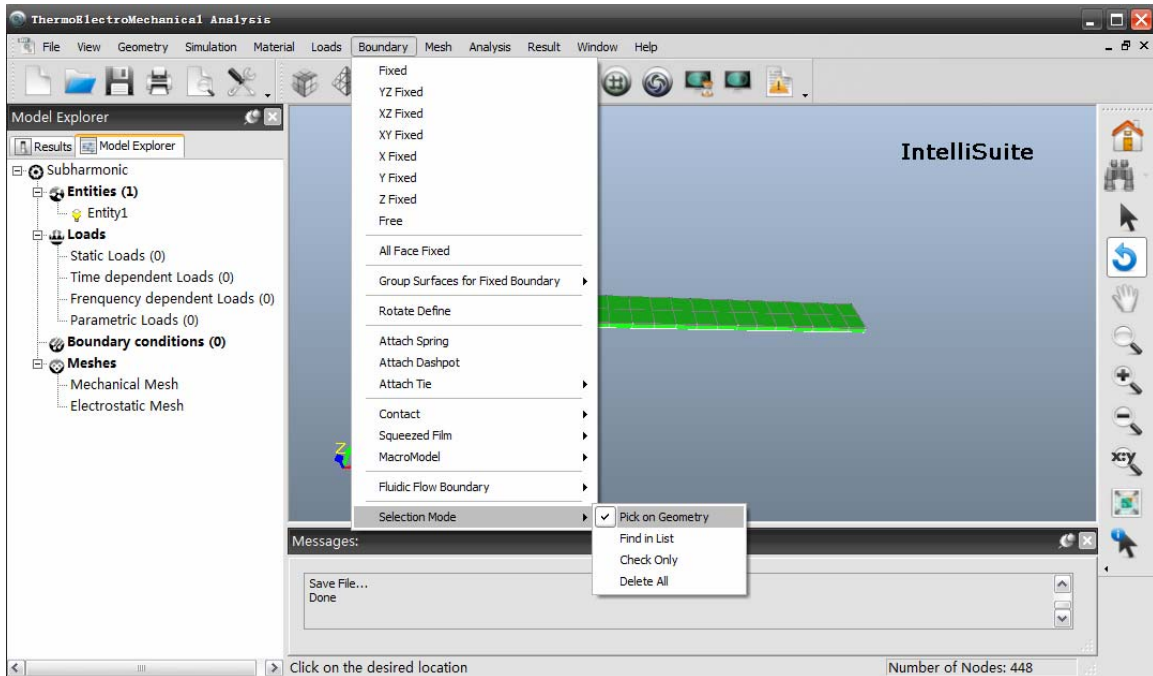 ThermoElectroMechanical Analysis
File View Geometry Simulation Material Loads Boundary Mesh Analysis Result Window Help
Model Explorer
Results Model Explorer
Subharmonic
Entities (1)
Entity1
Loads
Static Loads (0)
Time dependent Loads (0)
Frenquency dependent Loads (0)
Parametric Loads (0)
Boundary conditions (0)
Meshes
Mechanical Mesh
Electrostatic Mesh
Fixed
YZ Fixed
XZ Fixed
XY Fixed
X Fixed
Y Fixed
Z Fixed
Free
All Face Fixed
Group Surfaces for Fixed Boundary
Rotate Define
Attach Spring
Attach Dashpot
Attach Tie
Contact
Squeezed Film
MacroModel
Fluidic Flow Boundary
Selection Mode
Pick on Geometry
Find in List
Check Only
Delete All
IntelliSuite
Z
x:y
Messages:
Save File...
Done
Click on the desired location
Number of Nodes: 448